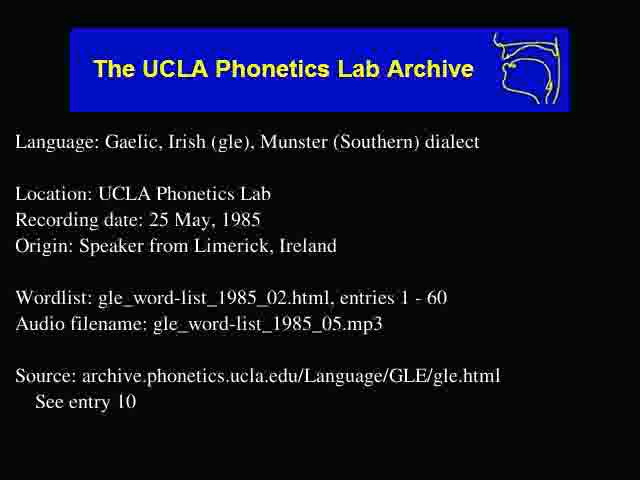 The UCLA Phonetics Lab Archive
Language: Gaelic, Irish (gle), Munster (Southern) dialect
Location: UCLA Phonetics Lab
Recording date: 25 May, 1985
Origin: Speaker from Limerick, Ireland
Wordlist: gle_word-list_1985_02.html, entries 1 - 60
Audio filename: gle_word-list_1985_05.mp3
Source: archive.phonetics.ucla.edu/Language/GLE/gle.html
See entry 10